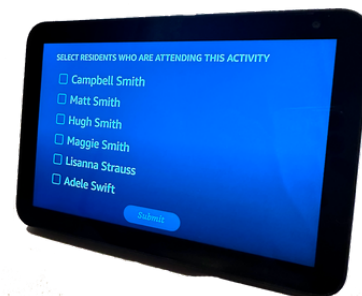 SELECT RESIDENTS WHO ARE ATTENDING THIS ACTIVITY
Campbell Smith
Matt Smith
Hugh Smith
Maggie Smith
Lisanna Strauss
Adele Swift
Submit